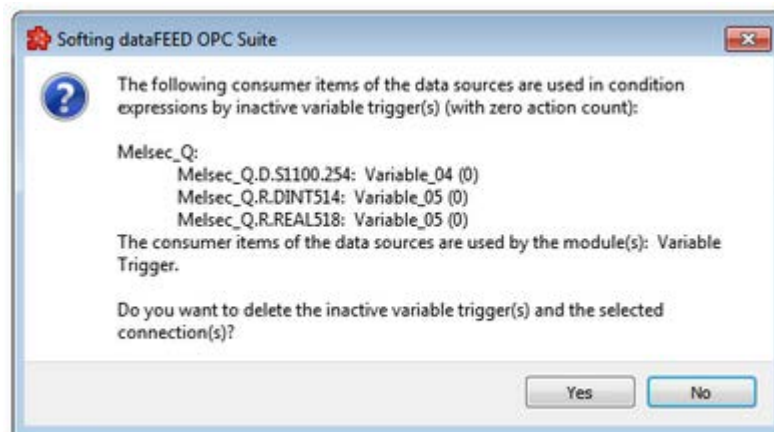 Softing dataFEED OPC Suite
The following consumer items of the data sources are used in condition
expressions by inactive variable trigger(s) (with zero action count):
Melsec_Q:
Melsec_Q.D.S1100.254: Variable_04 (0)
Melsec_Q.R.DINT514: Variable_05 (0)
Melsec_Q.R.REAL518: Variable_05 (0)
The consumer items of the data sources are used by the module(s): Variable
Trigger.
Do you want to delete the inactive variable trigger(s) and the selected
connection(s)?
Yes
No